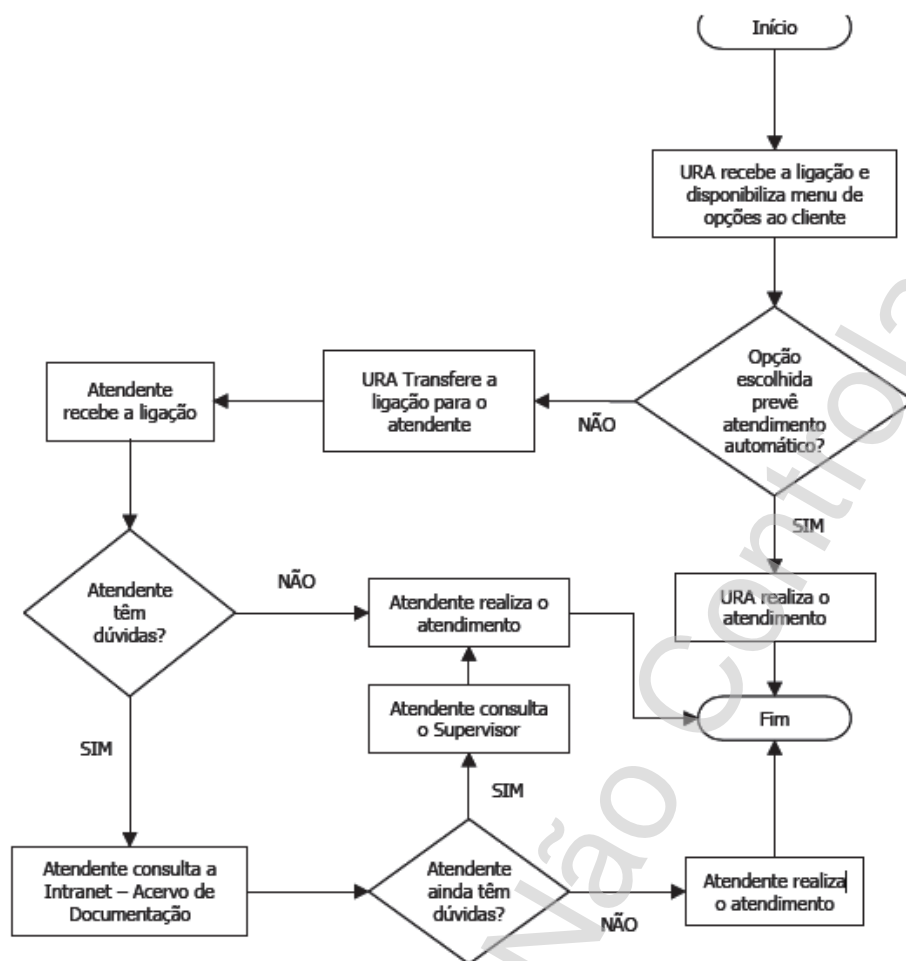 Início
URA recebe a ligação e
disponibiliza menu de
opções ao cliente
Opção
escolhida
prevê
atendimento
automático?
NÃO
URA Transfere a
ligação para o
atendente
Atendente
recebe a ligação
SIM
URA realiza o
atendimento
Atendente
têm
dúvidas?
NÃO
Atendente realiza o
atendimento
Atendente consulta
o Supervisor
Fim
SIM
SIM
Atendente consulta a
Intranet – Acervo de
Documentação
Atendente
ainda têm
dúvidas?
NÃO
Atendente realiza
o atendimento
Não Controla